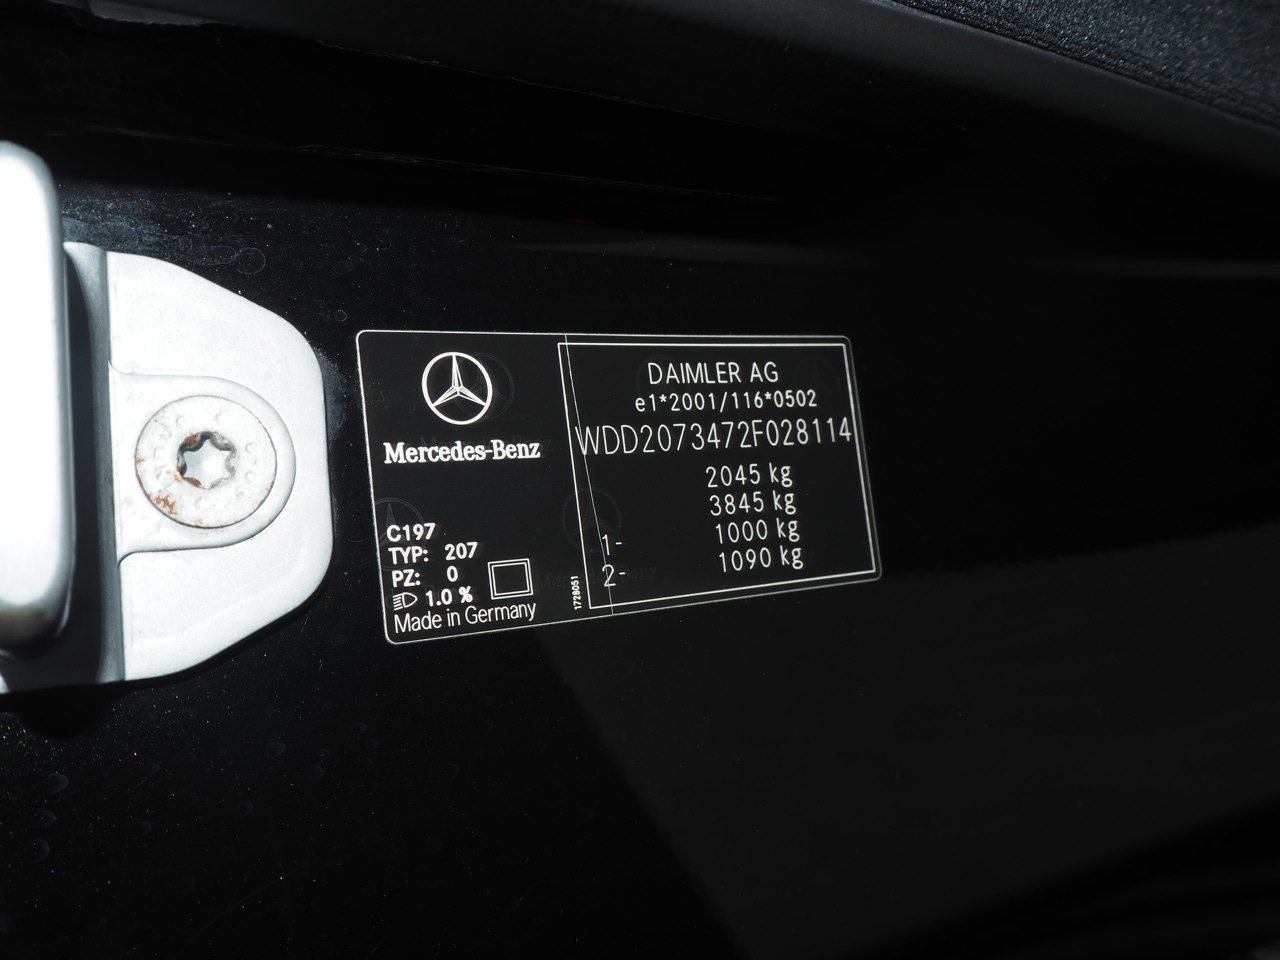 Mercedes-Benz
C197
TYP: 207
PZ: 0
1.0 %
Made in Germany
1728051
DAIMLER AG
e1*2001/116*0502
WDD2073472F028114
2045 kg
3845 kg
1- 1000 kg
2- 1090 kg